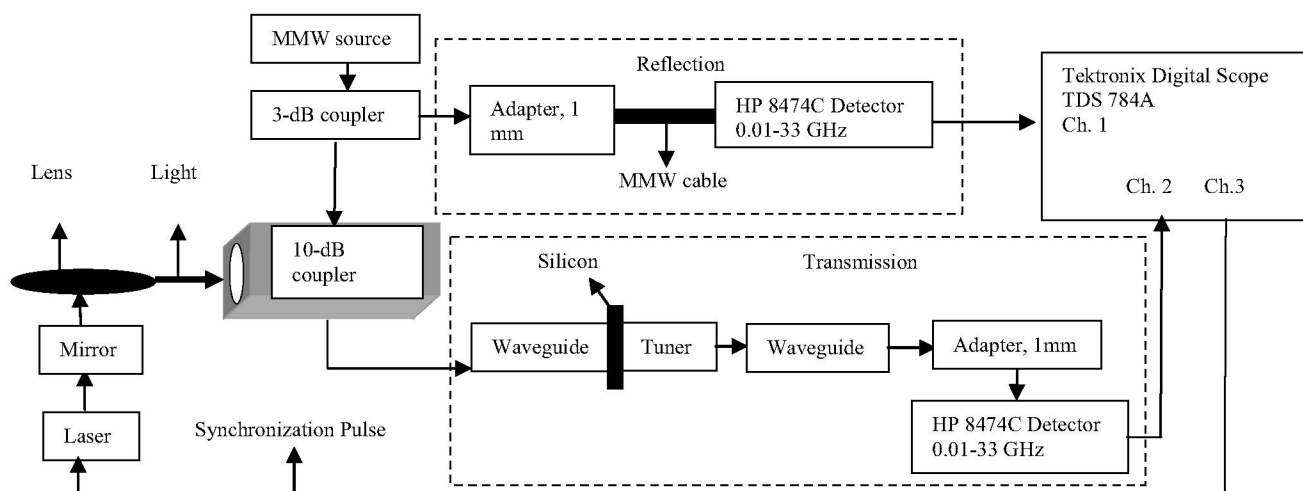 MMW source
3-dB coupler
Reflection
Adapter, 1
mm
HP 8474C Detector
0.01-33 GHz
MMW cable
Tektronix Digital Scope
TDS 784A
Ch. 1
Ch. 2
Ch.3
Lens
Light
10-dB
coupler
Silicon
Transmission
Waveguide
Tuner
Waveguide
Adapter, 1mm
HP 8474C Detector
0.01-33 GHz
Mirror
Laser
Synchronization Pulse